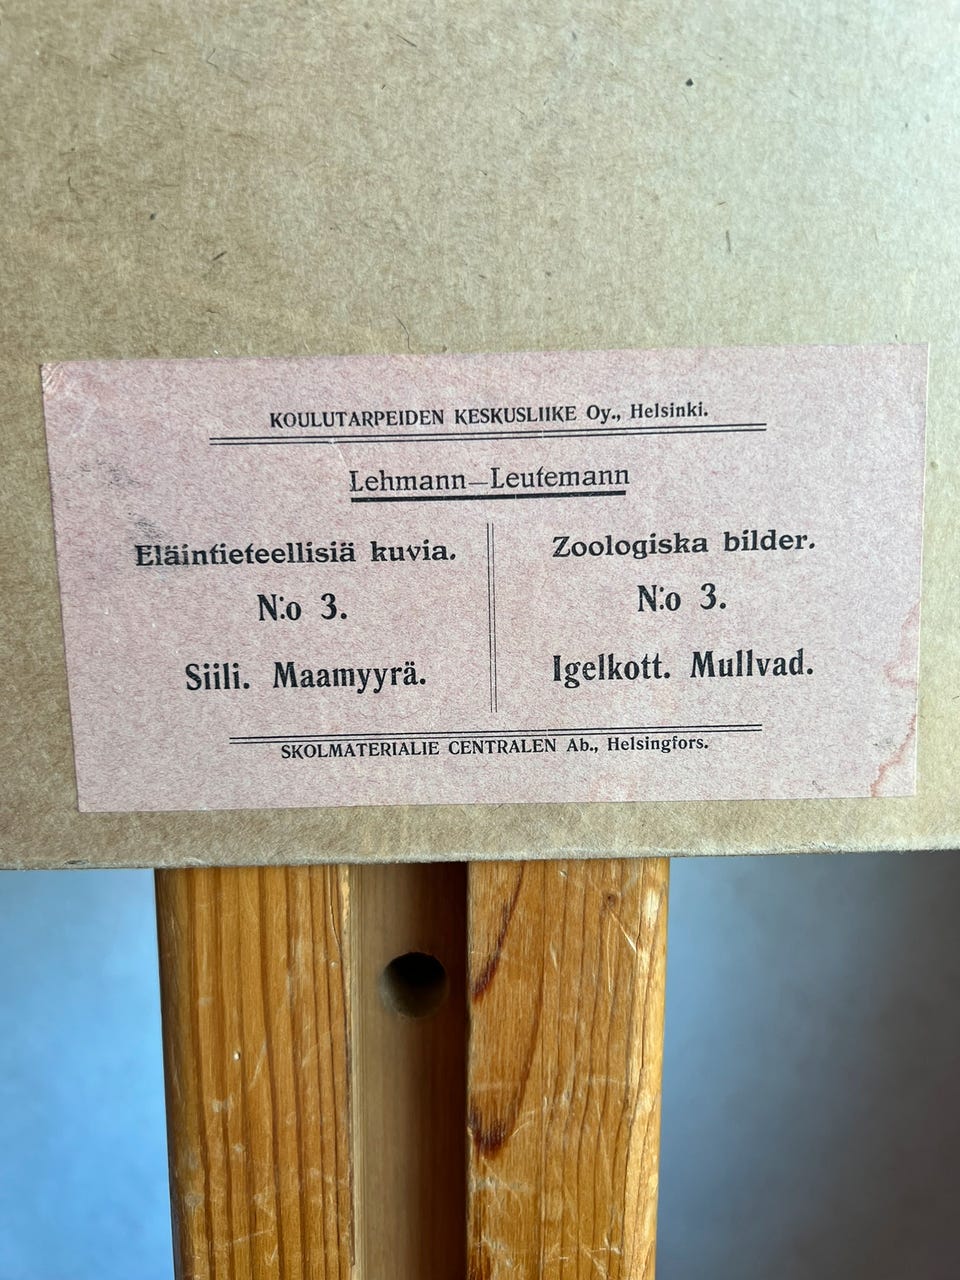 KOULUTARPEIDEN KESKUSLIIKE Oy., Helsinki.
Lehmann—Leutemann
Eläintieteellisiä kuvia.
N:o 3.
Siili. Maamyyrä.
Zoologiska bilder.
N:o 3.
Igelkott. Mullvad.
SKOLMATERIALIE CENTRALEN Ab., Helsingfors.